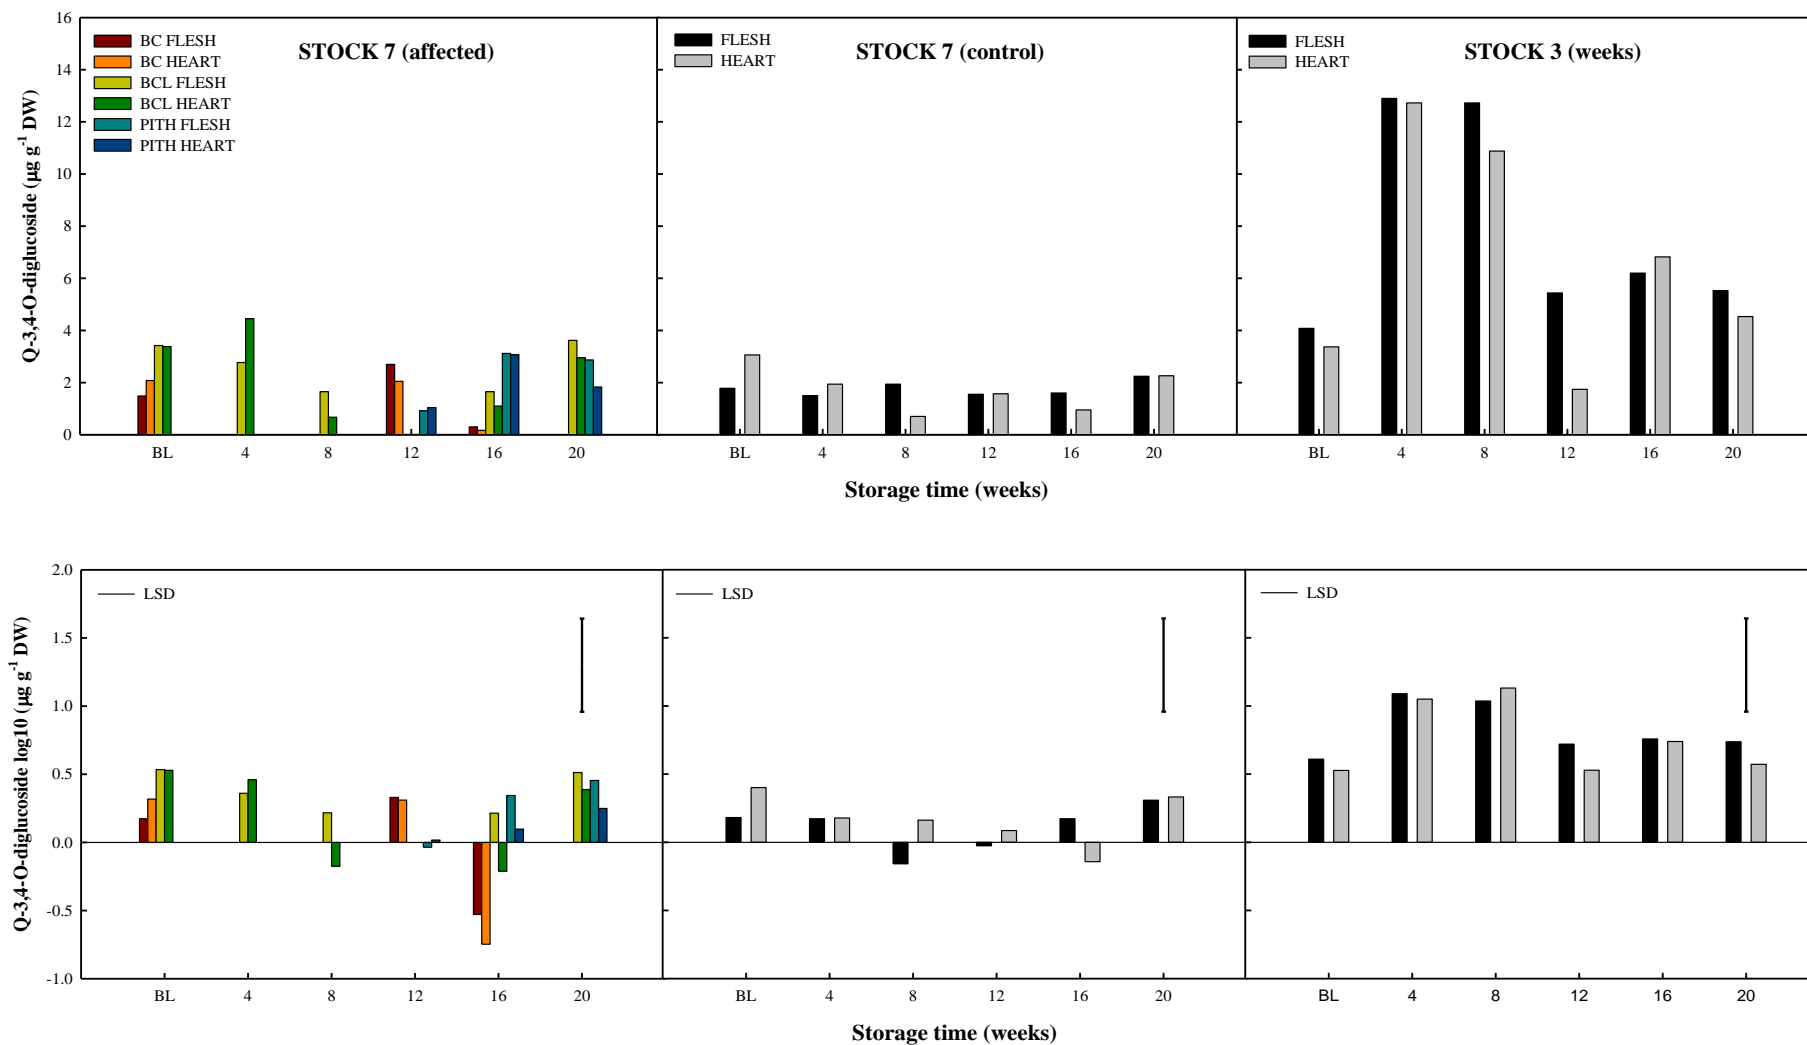 Q-3,4-O-diglucoside (µg g-1 DW)
16
14
12
10
8
6
4
2
0
BC FLESH
BC HEART
BCL FLESH
BCL HEART
PITH FLESH
PITH HEART
STOCK 7 (affected)
BL 4 8 12 16 20
FLESH
HEART
STOCK 7 (control)
BL 4 8 12 16 20
FLESH
HEART
STOCK 3 (weeks)
BL 4 8 12 16 20
Storage time (weeks)
Q-3,4-O-diglucoside log10 (µg g-1 DW)
2.0
1.5
1.0
0.5
0.0
-0.5
-1.0
LSD
BL 4 8 12 16 20
LSD
BL 4 8 12 16 20
LSD
BL 4 8 12 16 20
Storage time (weeks)